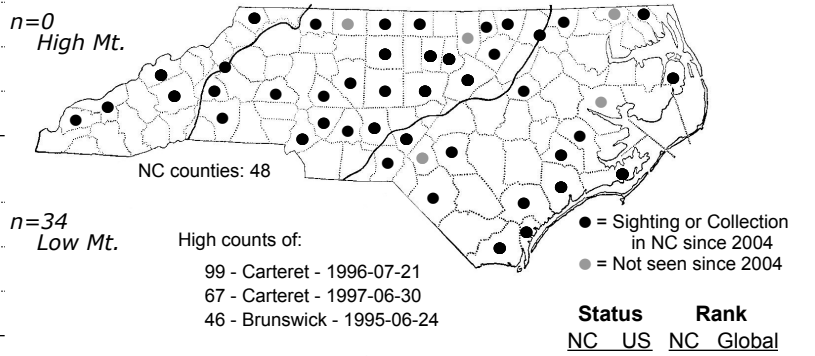 n=0
High Mt.
NC counties: 48
n=34
Low Mt.
High counts of:
99 - Carteret - 1996-07-21
67 - Carteret - 1997-06-30
46 - Brunswick - 1995-06-24
● = Sighting or Collection
in NC since 2004
● = Not seen since 2004
Status Rank
NC US NC Global